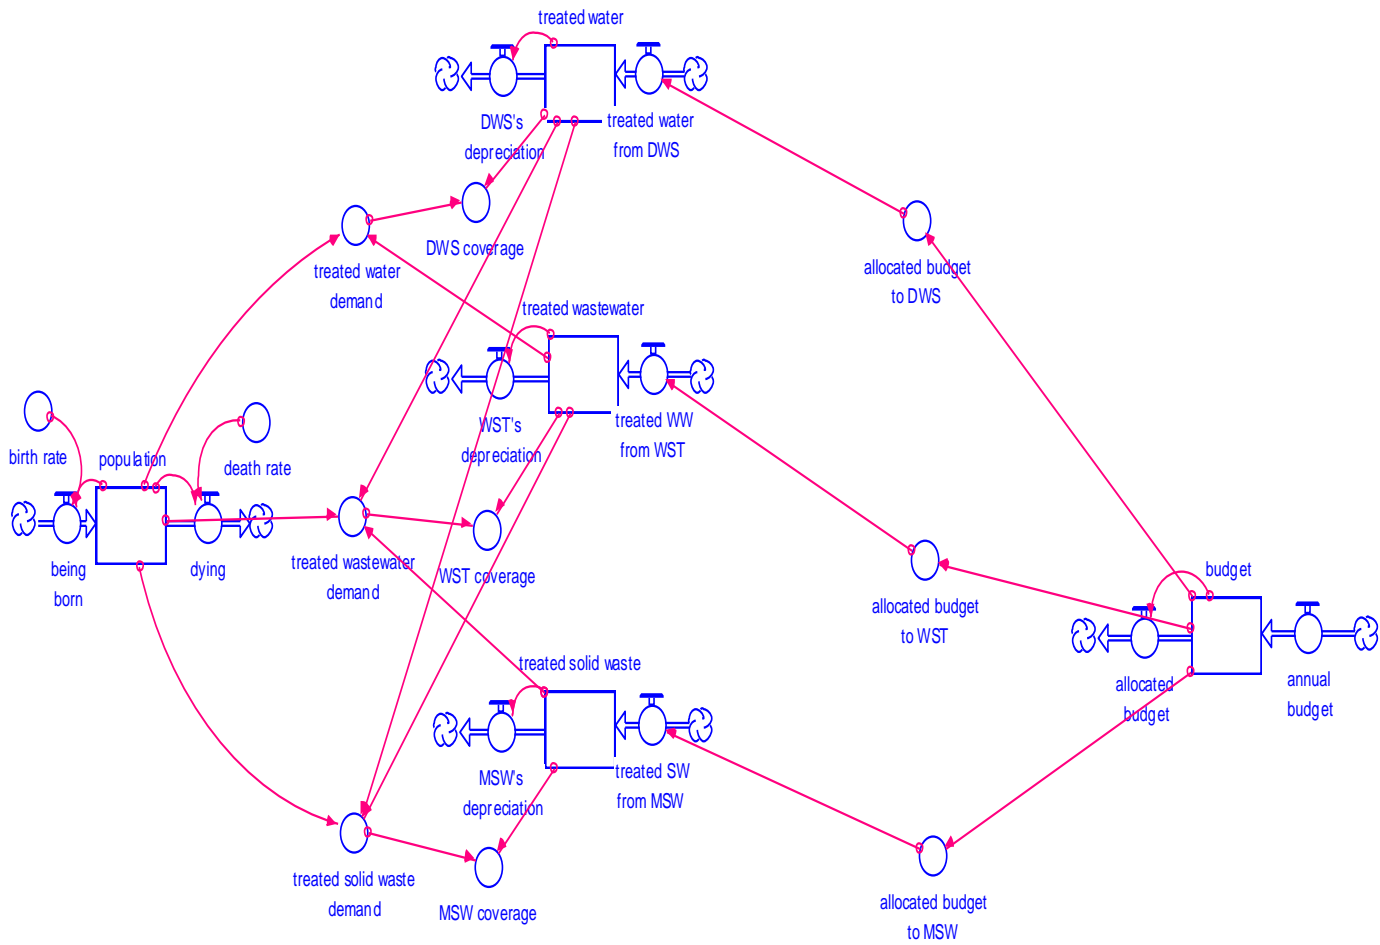 treated water
DWS's
depreciation
treated water
from DWS
DWS coverage
treated water
demand
allocated budget
to DWS
treated wastewater
WST's
depreciation
treated WW
from WST
birth rate
population
death rate
being
born
dying
treated wastewater
demand
WST coverage
allocated budget
to WST
budget
allocated
budget
annual
budget
treated solid waste
MSW's
depreciation
treated SW
from MSW
treated solid waste
demand
MSW coverage
allocated budget
to MSW